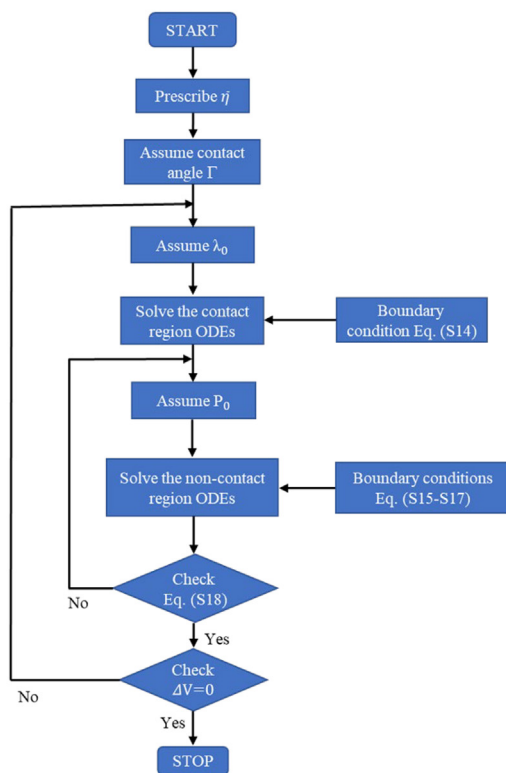 START
Prescribe η̄
Assume contact
angle Γ
Assume λ₀
Solve the contact
region ODEs
Boundary
condition Eq. (S14)
Assume P₀
Solve the non-contact
region ODEs
Boundary conditions
Eq. (S15-S17)
Check
Eq. (S18)
No
Yes
Check
ΔV=0
No
Yes
STOP